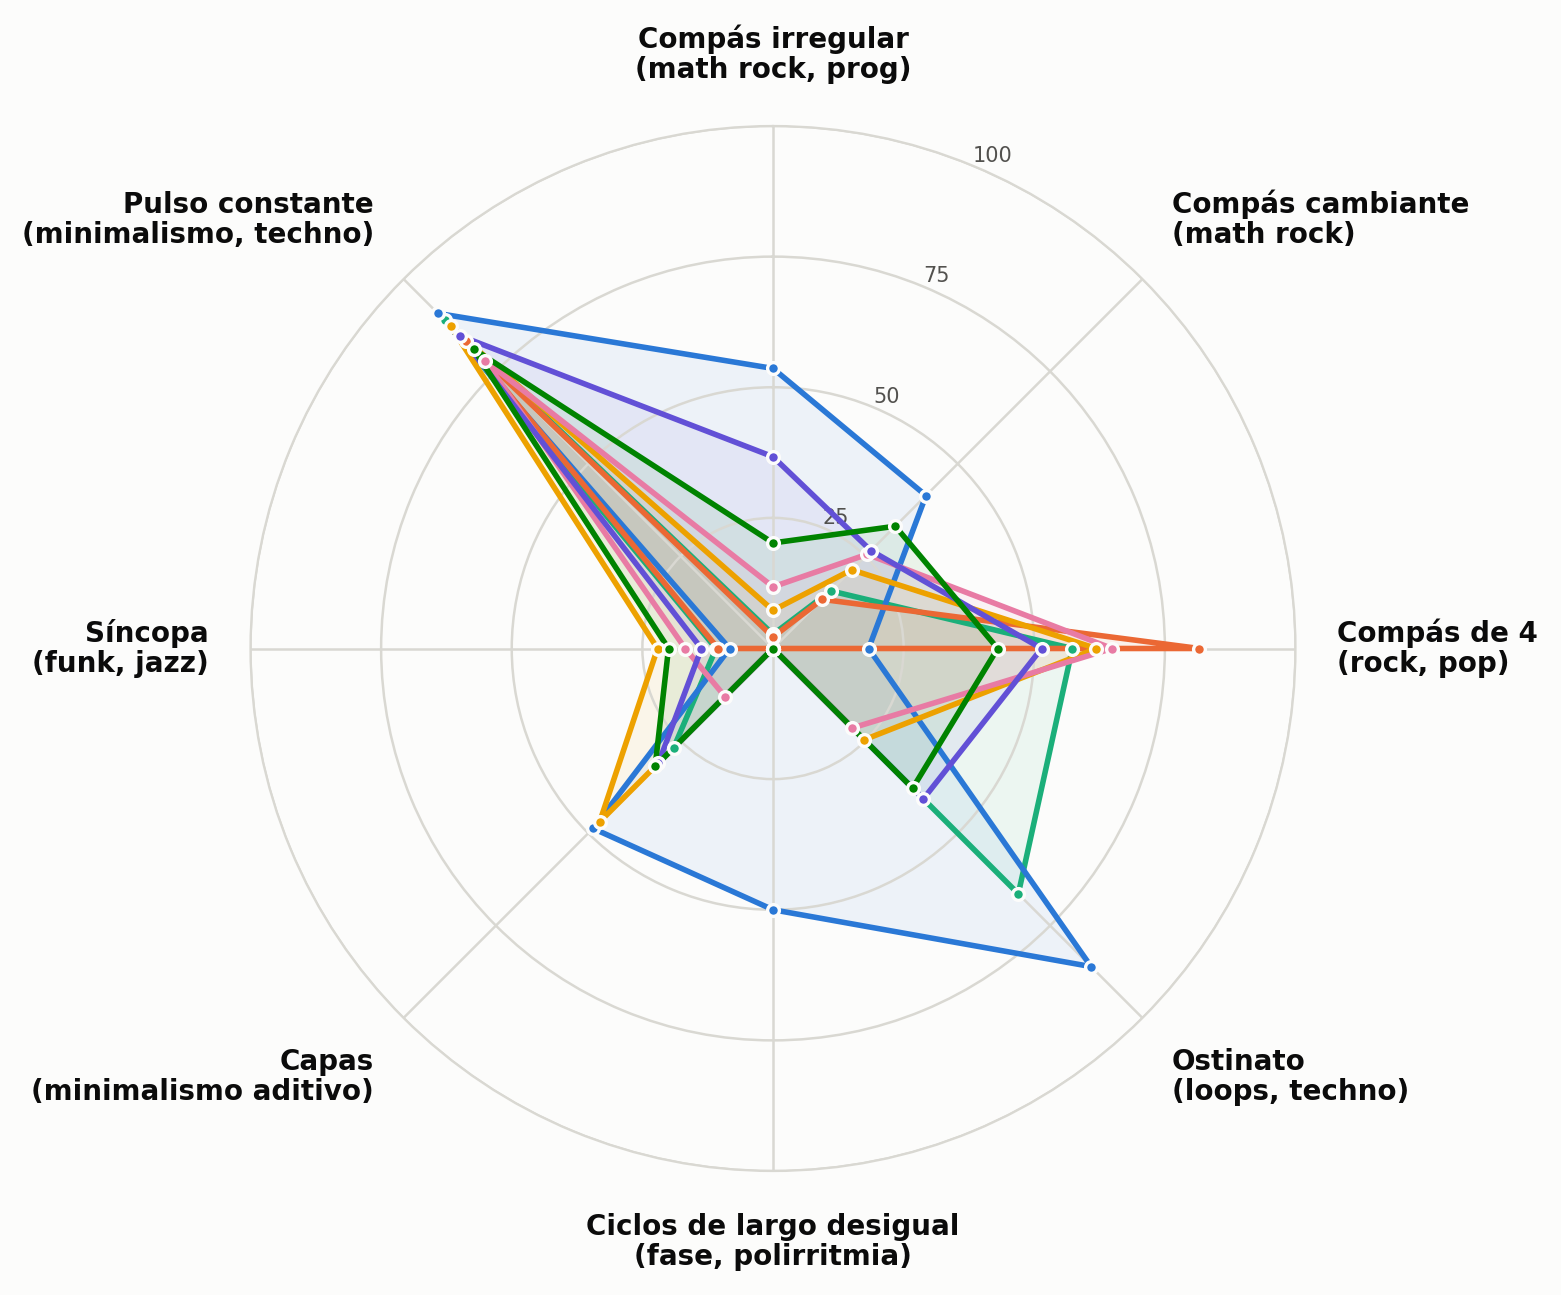 Compás irregular
(math rock, prog)
100
Pulso constante
(minimalismo, techno)
Compás cambiante
(math rock)
75
50
25
Síncopa
(funk, jazz)
Compás de 4
(rock, pop)
Capas
(minimalismo aditivo)
Ostinato
(loops, techno)
Ciclos de largo desigual
(fase, polirritmia)